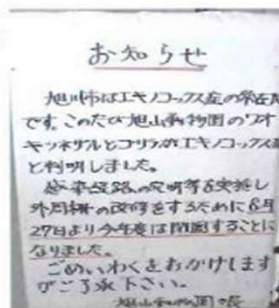 お知らせ
旭川市はエキノコックス症の常在
です。このたび旭山動物園のワオ
キツネザルとゴリラがエキノコックス症
と判明しました。
感染経路の究明等を実施し
外周柵の改修をするために8月
27日より今年度は閉園することに
なりました。
ごめいわくをおかけします
がご了承下さい。
旭山動物園長